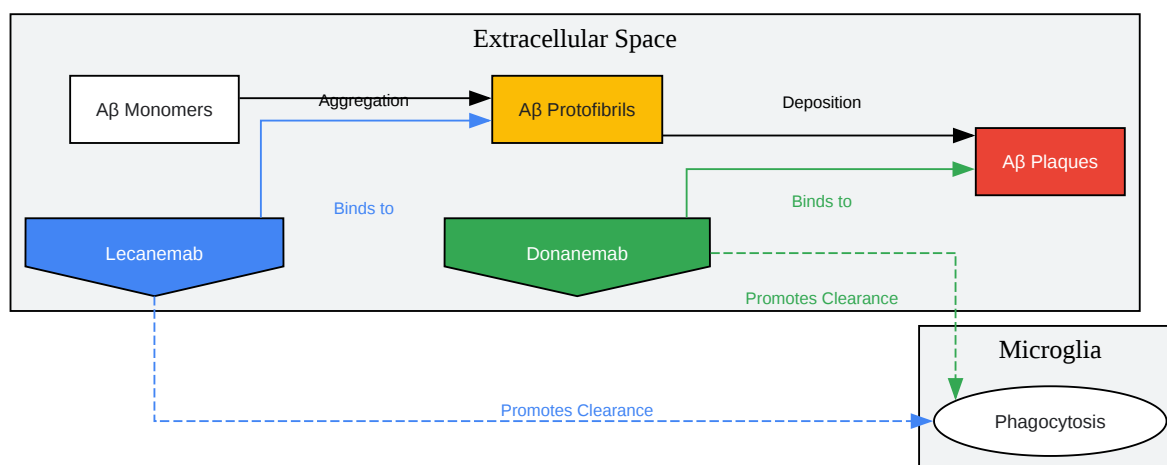 Extracellular Space
Aβ Monomers
Aggregation
Aβ Protofibrils
Deposition
Aβ Plaques
Binds to
Binds to
Lecanemab
Donanemab
Promotes Clearance
Microglia
Promotes Clearance
Phagocytosis